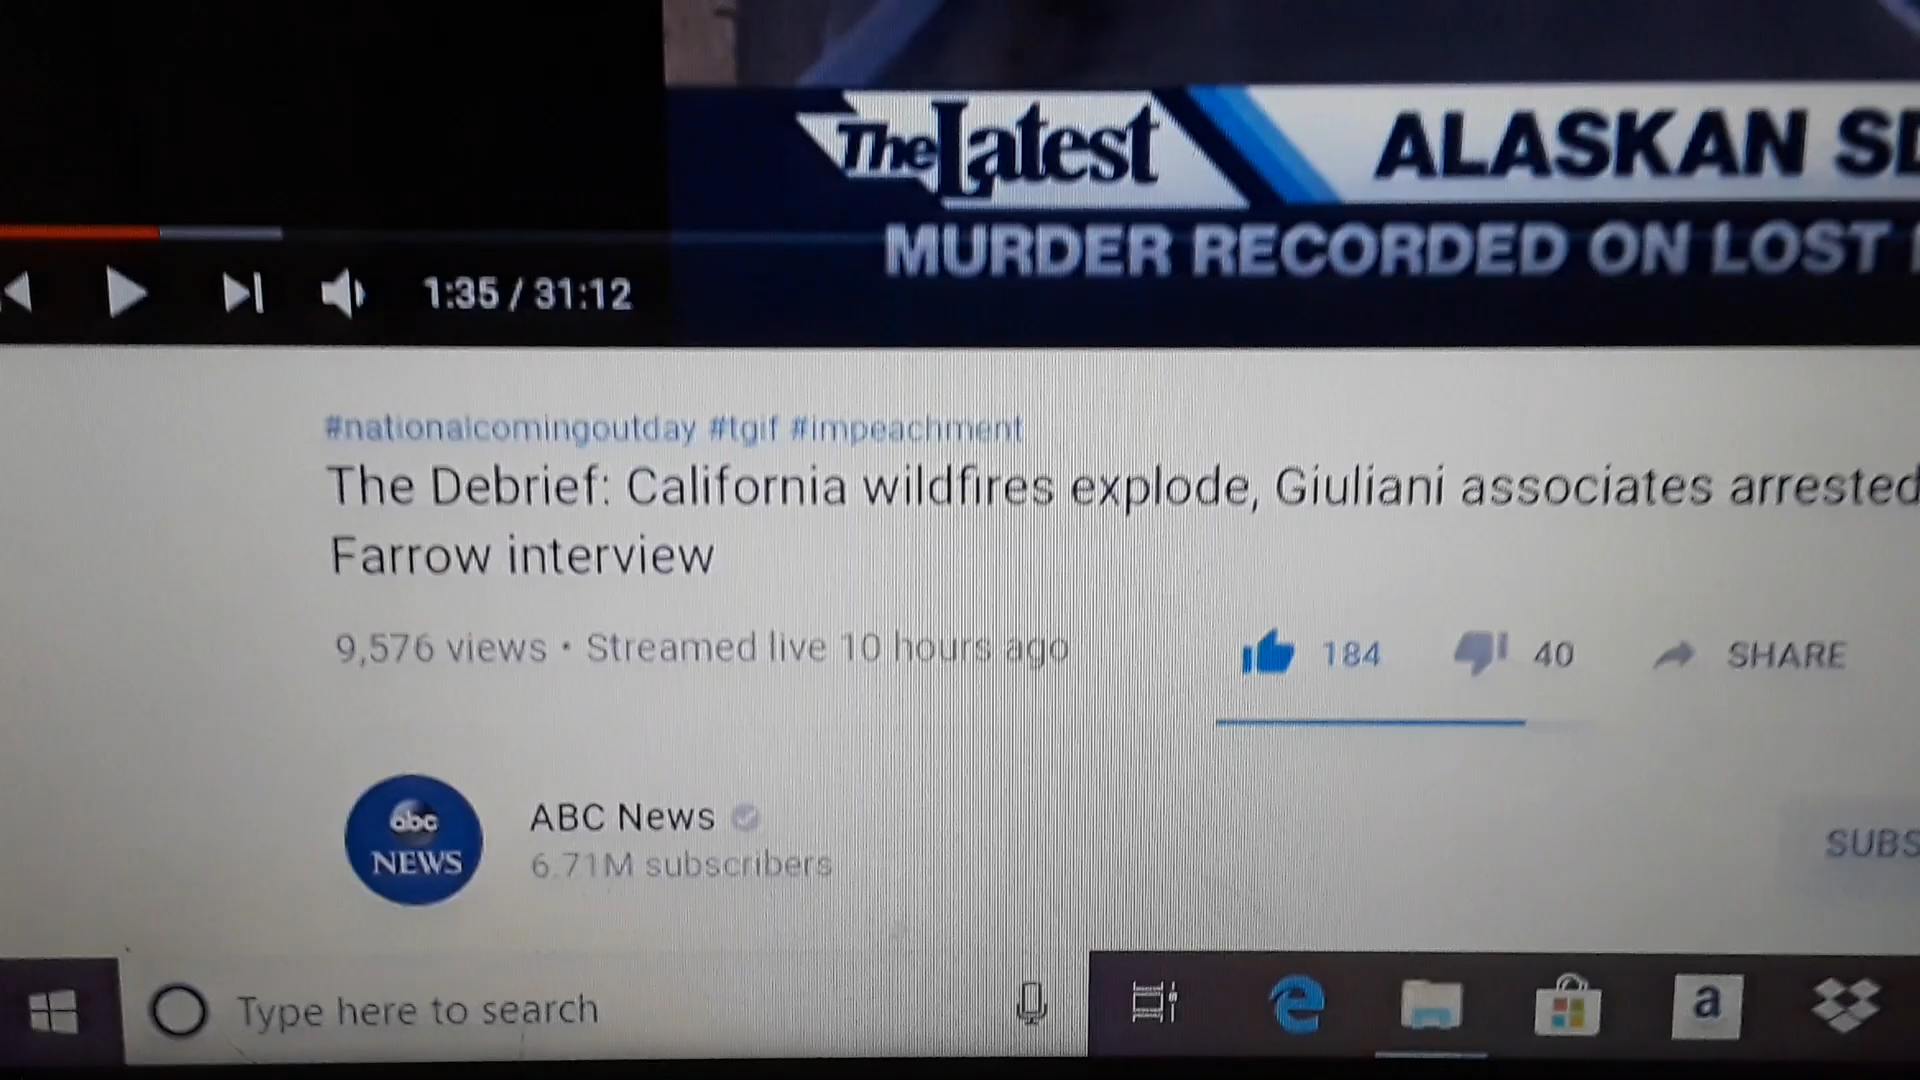 The Latest ALASKAN
MURDER RECORDED ON LOST
1:35 / 31:12
#nationalcomingoutday #tgif #impeachment
The Debrief: California wildfires explode, Giuliani associates arrested
Farrow interview
9,576 views • Streamed live 10 hours ago
184 40 SHARE
abc
NEWS
ABC News
6.71M subscribers
SUBS
Type here to search
a